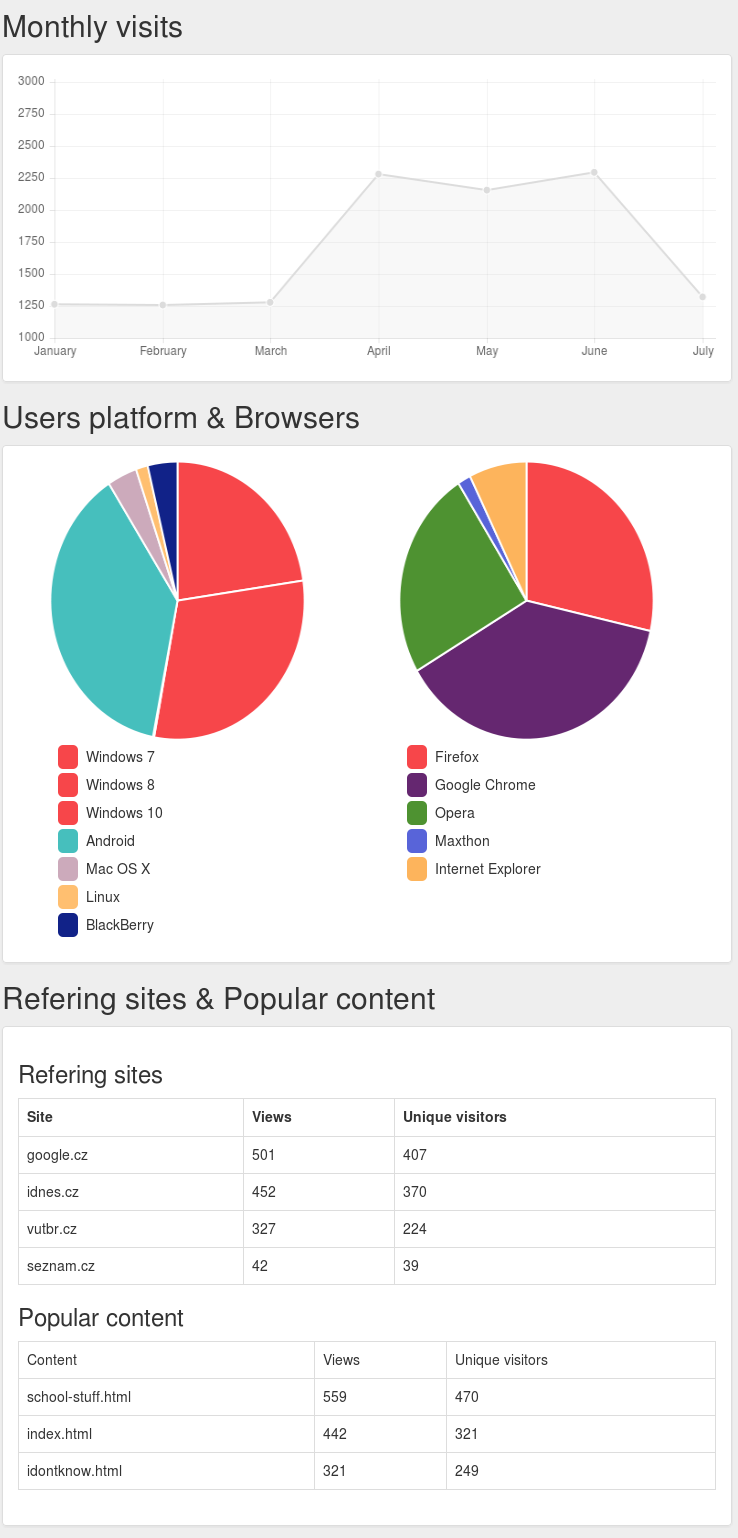 Monthly visits
3000
2750
2500
2250
2000
1750
1500
1250
1000
January February March April May June July
Users platform & Browsers
Windows 7
Windows 8
Windows 10
Android
Mac OS X
Linux
BlackBerry
Firefox
Google Chrome
Opera
Maxthon
Internet Explorer
Refering sites & Popular content
Refering sites
Site Views Unique visitors
google.cz 501 407
idnes.cz 452 370
vutbr.cz 327 224
seznam.cz 42 39
Popular content
Content Views Unique visitors
school-stuff.html 559 470
index.html 442 321
idontknow.html 321 249